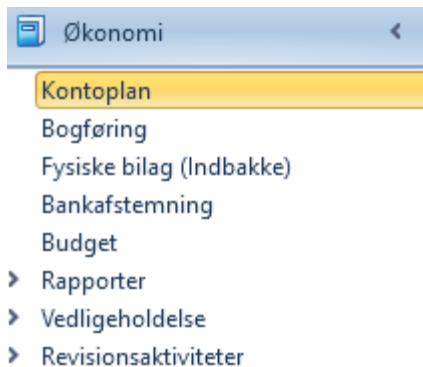 Økonomi
Kontoplan
Bogføring
Fysiske bilag (Indbakke)
Bankafstemning
Budget
Rapporter
Vedligeholdelse
Revisionsaktiviteter